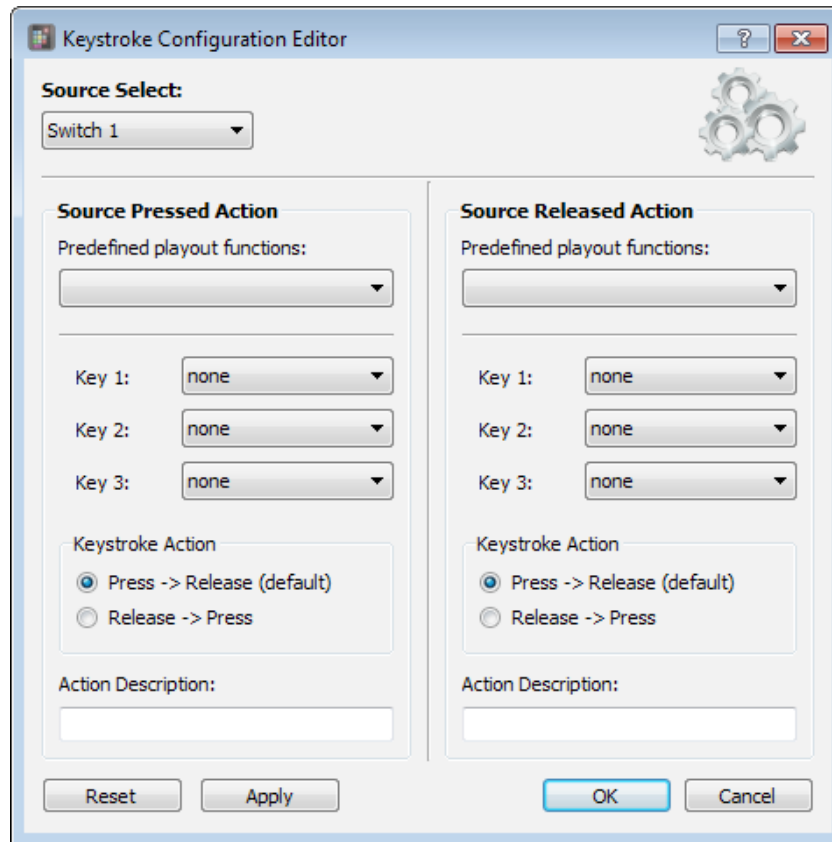 Keystroke Configuration Editor
?
Source Select:
Switch 1
Source Pressed Action
Predefined playout functions:
Key 1: none
Key 2: none
Key 3: none
Keystroke Action
Press -> Release (default)
Release -> Press
Action Description:
Source Released Action
Predefined playout functions:
Key 1: none
Key 2: none
Key 3: none
Keystroke Action
Press -> Release (default)
Release -> Press
Action Description:
Reset Apply OK Cancel